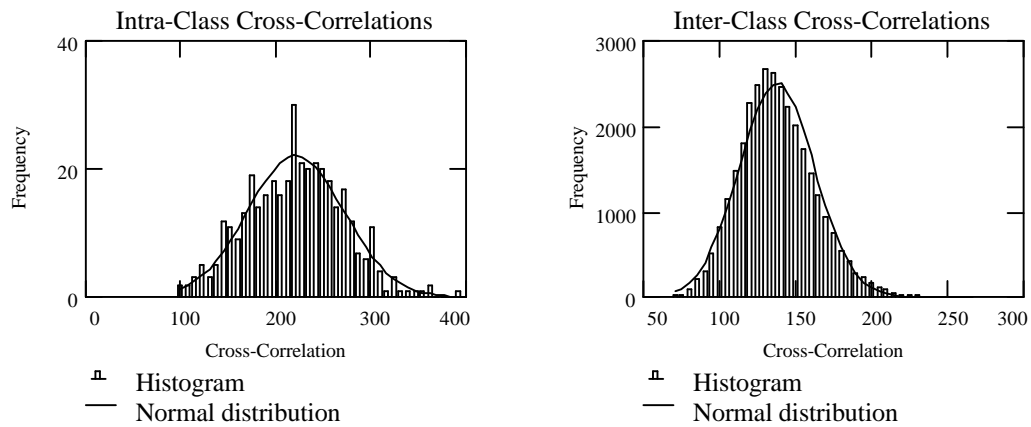 Intra-Class Cross-Correlations
40
20
0
Frequency
0 100 200 300 400
Cross-Correlation
Histogram
Normal distribution
Inter-Class Cross-Correlations
3000
2000
1000
0
Frequency
50 100 150 200 250 300
Cross-Correlation
Histogram
Normal distribution